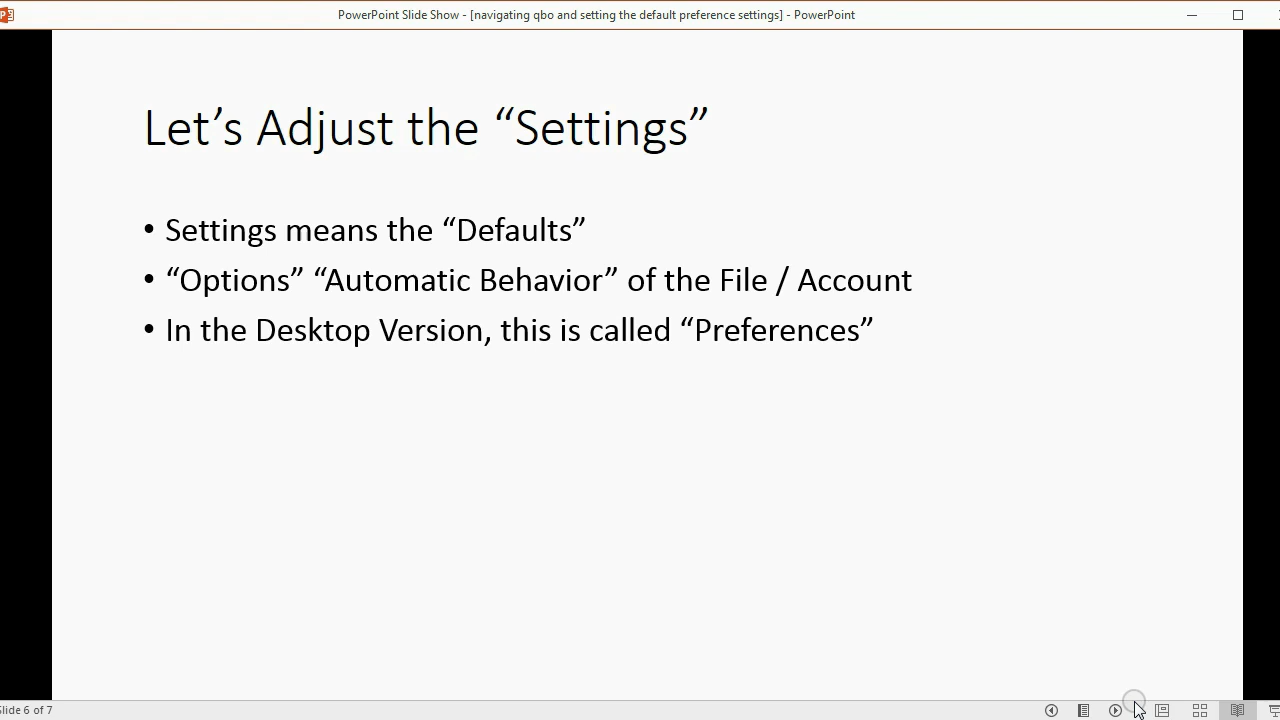 PowerPoint Slide Show - [navigating qbo and setting the default preference settings] - PowerPoint
Let’s Adjust the “Settings”
• Settings means the “Defaults”
• “Options” “Automatic Behavior” of the File / Account
• In the Desktop Version, this is called “Preferences”
Slide 6 of 7